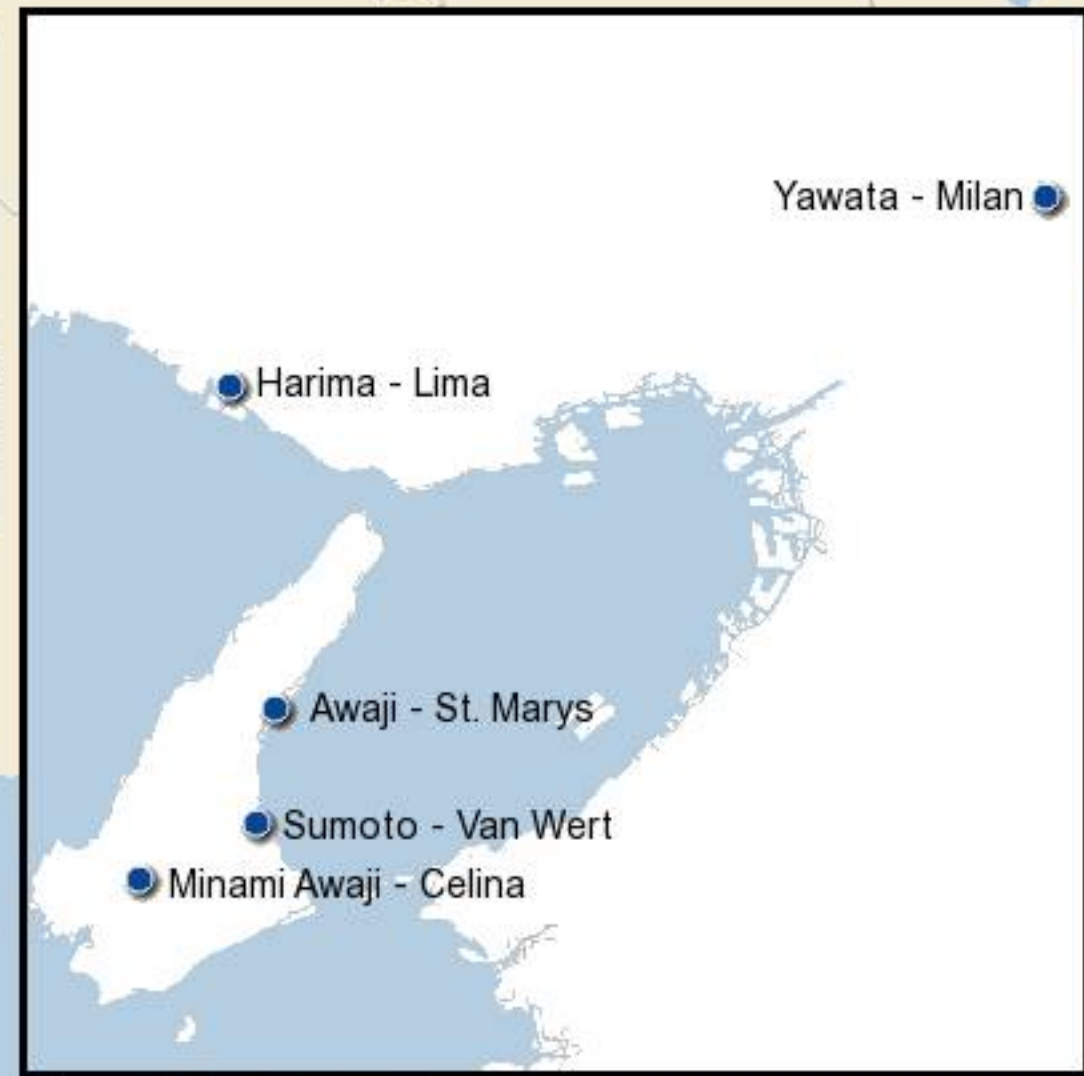 Yawata - Milan
Harima - Lima
Awaji - St. Marys
Sumoto - Van Wert
Minami Awaji - Celina